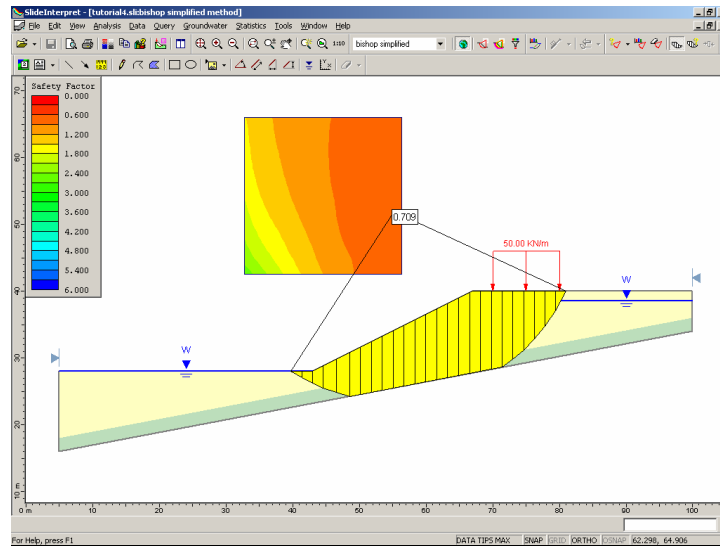 SlideInterpret - [tutorial4.sli:bishop simplified method]
File Edit View Analysis Data Query Groundwater Statistics Tools Window Help
1:10 bishop simplified
Safety Factor
0.000
0.600
1.200
1.800
2.400
3.000
3.600
4.200
4.800
5.400
6.000
0.709
50.00 KN/m
W
W
70
60
50
40
30
20
10
m
0 m 10 20 30 40 50 60 70 80 90 100
For Help, press F1 DATA TIPS MAX SNAP GRID ORTHO OSNAP 62.298, 64.906